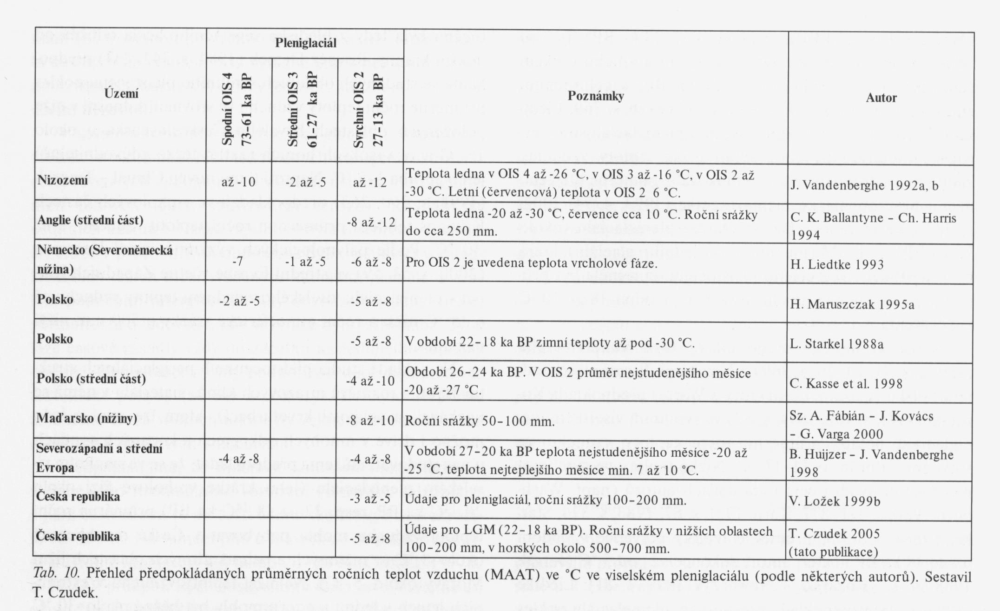 Území
Pleniglaciál
Spodní OIS 4
73–61 ka BP
Střední OIS 3
61–27 ka BP
Svrchní OIS 2
27–13 ka BP
Poznámky
Autor
Nizozemí
až -10
-2 až -5
až -12
Teplota ledna v OIS 4 až -26 °C, v OIS 3 až -16 °C, v OIS 2 až
-30 °C. Letní (červencová) teplota v OIS 2 6 °C.
J. Vandenberghe 1992a, b
Anglie (střední část)
-8 až -12
Teplota ledna -20 až -30 °C, července cca 10 °C. Roční srážky
do cca 250 mm.
C. K. Ballantyne – Ch. Harris
1994
Německo (Severoněmecká
nížina)
-7
-1 až -5
-6 až -8
Pro OIS 2 je uvedena teplota vrcholové fáze.
H. Liedtke 1993
Polsko
-2 až -5
-5 až -8
H. Maruszczak 1995a
Polsko
-5 až -8
V období 22–18 ka BP zimní teploty až pod -30 °C.
L. Starkel 1988a
Polsko (střední část)
-4 až -10
Období 26–24 ka BP. V OIS 2 průměr nejstudenějšího měsíce
-20 až -27 °C.
C. Kasse et al. 1998
Maďarsko (nížiny)
-8 až -10
Roční srážky 50–100 mm.
Sz. A. Fábián – J. Kovács
– G. Varga 2000
Severozápadní a střední
Evropa
-4 až -8
-4 až -8
V období 27–20 ka BP teplota nejstudenějšího měsíce -20 až
-25 °C, teplota nejteplejšího měsíce min. 7 až 10 °C.
B. Huijzer – J. Vandenberghe
1998
Česká republika
-3 až -5
Údaje pro pleniglaciál, roční srážky 100–200 mm.
V. Ložek 1999b
Česká republika
-5 až -8
Údaje pro LGM (22–18 ka BP). Roční srážky v nižších oblastech
100–200 mm, v horských okolo 500–700 mm.
T. Czudek 2005
(tato publikace)
Tab. 10. Přehled předpokládaných průměrných ročních teplot vzduchu (MAAT) ve °C ve viselském pleniglaciálu (podle některých autorů). Sestavil
T. Czudek.